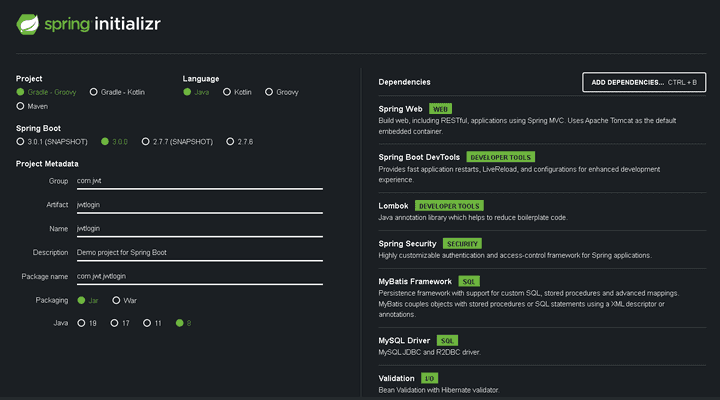 spring initializr
Project
Gradle - Groovy
Gradle - Kotlin
Maven
Language
Java
Kotlin
Groovy
Spring Boot
3.0.1 (SNAPSHOT)
3.0.0
2.7.7 (SNAPSHOT)
2.7.6
Project Metadata
Group com.jwt
Artifact jwtlogin
Name jwtlogin
Description Demo project for Spring Boot
Package name com.jwt.jwtlogin
Packaging Jar War
Java 19 17 11 8
Dependencies
ADD DEPENDENCIES... CTRL + B
Spring Web WEB
Build web, including RESTful, applications using Spring MVC. Uses Apache Tomcat as the default
embedded container.
Spring Boot DevTools DEVELOPER TOOLS
Provides fast application restarts, LiveReload, and configurations for enhanced development
experience.
Lombok DEVELOPER TOOLS
Java annotation library which helps to reduce boilerplate code.
Spring Security SECURITY
Highly customizable authentication and access-control framework for Spring applications.
MyBatis Framework SQL
Persistence framework with support for custom SQL, stored procedures and advanced mappings.
MyBatis couples objects with stored procedures or SQL statements using a XML descriptor or
annotations.
MySQL Driver SQL
MySQL JDBC and R2DBC driver.
Validation I/O
Bean Validation with Hibernate validator.